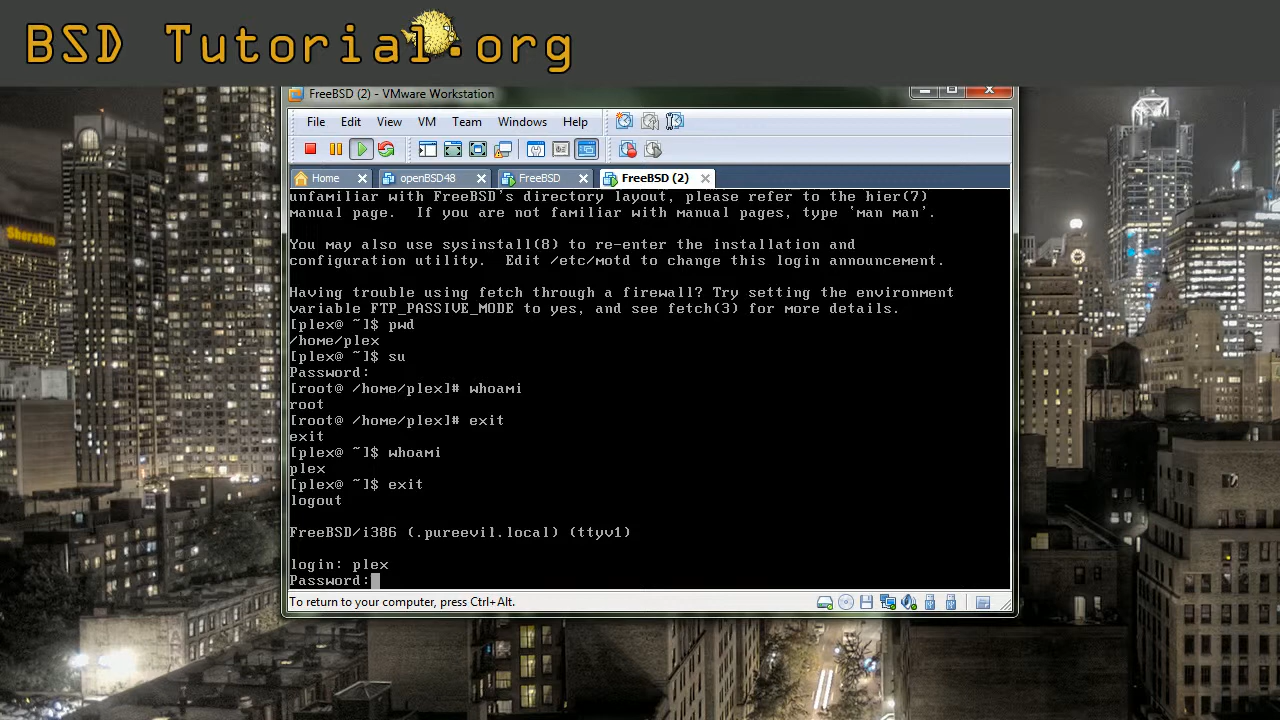 BSD Tutorial.org
FreeBSD (2) - VMware Workstation
File Edit View VM Team Windows Help
Home openBSD48 FreeBSD FreeBSD (2)
unfamiliar with FreeBSD's directory layout, please refer to the hier(7)
manual page.  If you are not familiar with manual pages, type `man man'.
You may also use sysinstall(8) to re-enter the installation and
configuration utility.  Edit /etc/motd to change this login announcement.
Having trouble using fetch through a firewall? Try setting the environment
variable FTP_PASSIVE_MODE to yes, and see fetch(3) for more details.
[plex@ ~]$ pwd
/home/plex
[plex@ ~]$ su
Password:
[root@ /home/plex]# whoami
root
[root@ /home/plex]# exit
exit
[plex@ ~]$ whoami
plex
[plex@ ~]$ exit
logout
FreeBSD/i386 (.pureevil.local) (ttyv1)
login: plex
Password:
To return to your computer, press Ctrl+Alt.
Sheraton